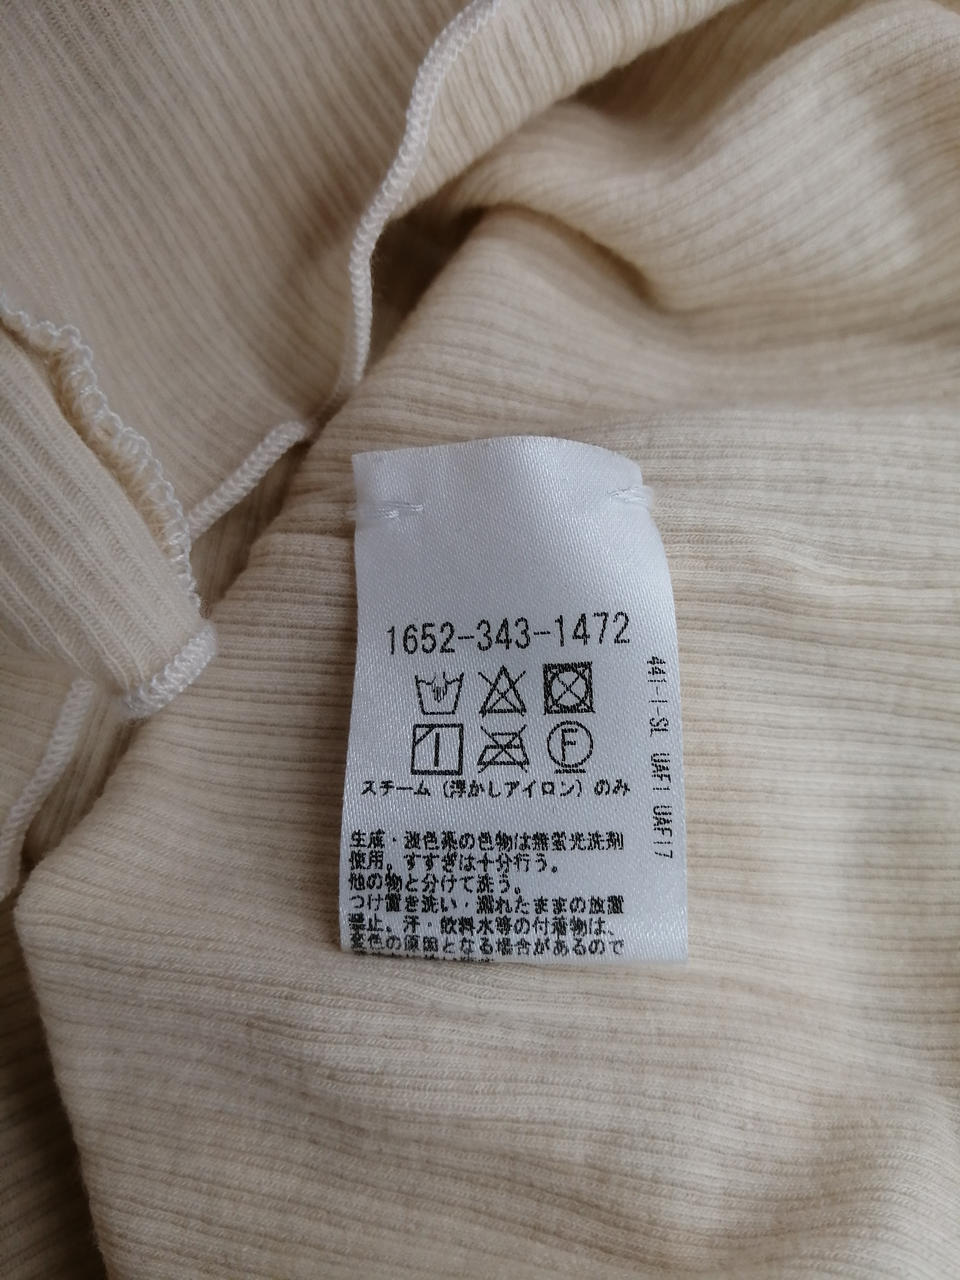 1652-343-1472
F
スチーム（浮かしアイロン）のみ
生成・淡色系の色物は無蛍光洗剤
使用。すすぎは十分行う。
他の物と分けて洗う。
つけ置き洗い・濡れたままの放置
禁止、汗・飲料水等の付着物は、
変色の原因となる場合があるので
441-1-SL UAF1 UAF17